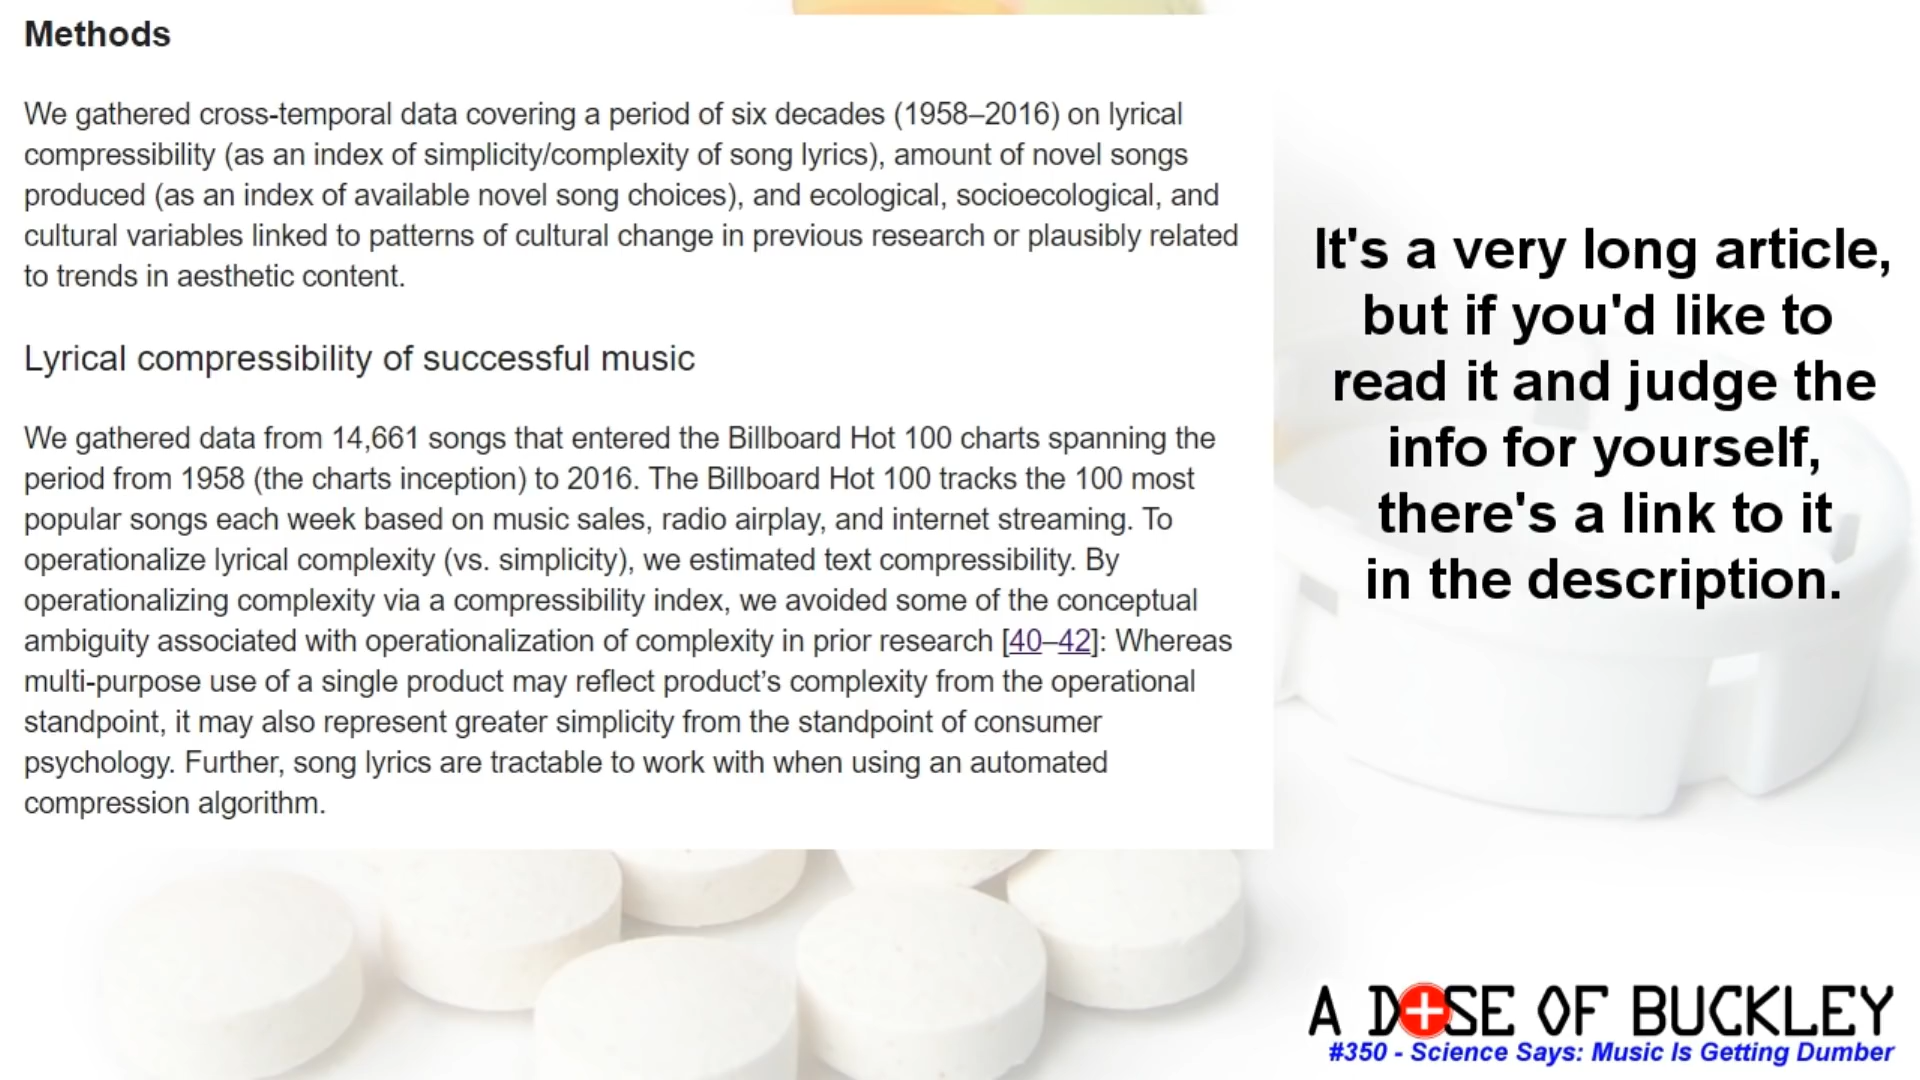 Methods
We gathered cross-temporal data covering a period of six decades (1958–2016) on lyrical
compressibility (as an index of simplicity/complexity of song lyrics), amount of novel songs
produced (as an index of available novel song choices), and ecological, socioecological, and
cultural variables linked to patterns of cultural change in previous research or plausibly related
to trends in aesthetic content.
Lyrical compressibility of successful music
We gathered data from 14,661 songs that entered the Billboard Hot 100 charts spanning the
period from 1958 (the charts inception) to 2016. The Billboard Hot 100 tracks the 100 most
popular songs each week based on music sales, radio airplay, and internet streaming. To
operationalize lyrical complexity (vs. simplicity), we estimated text compressibility. By
operationalizing complexity via a compressibility index, we avoided some of the conceptual
ambiguity associated with operationalization of complexity in prior research [40–42]: Whereas
multi-purpose use of a single product may reflect product’s complexity from the operational
standpoint, it may also represent greater simplicity from the standpoint of consumer
psychology. Further, song lyrics are tractable to work with when using an automated
compression algorithm.
It's a very long article,
but if you'd like to
read it and judge the
info for yourself,
there's a link to it
in the description.
A DOSE OF BUCKLEY
#350 - Science Says: Music Is Getting Dumber